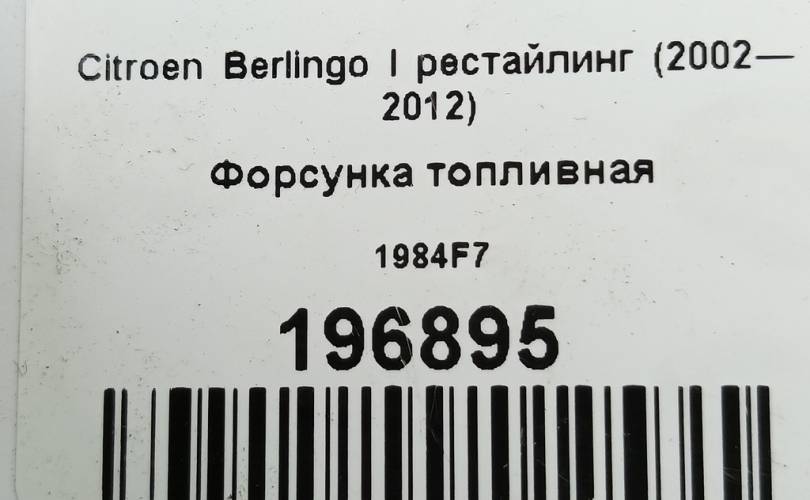 Citroen Berlingo I рестайлинг (2002—
2012)
Форсунка топливная
1984F7
196895